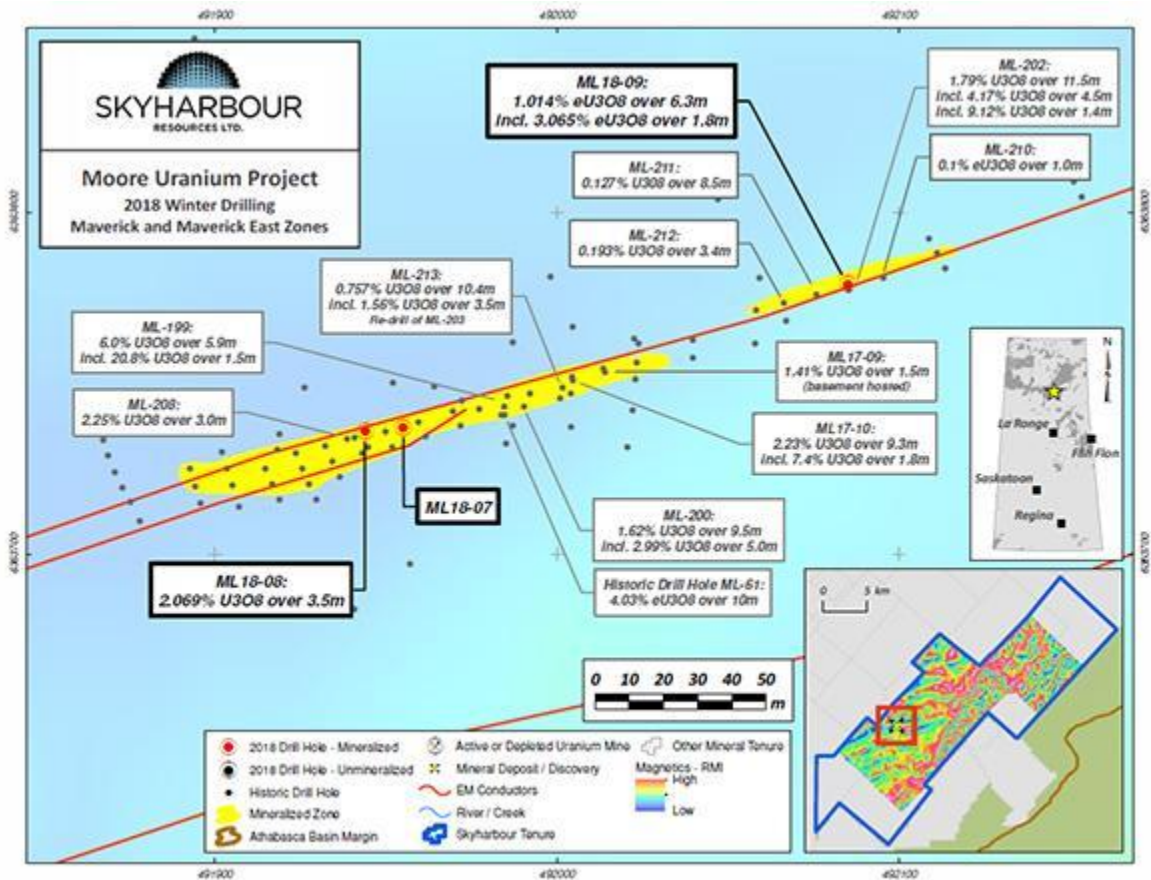 491900
492000
492100
SKYHARBOUR
RESOURCES LTD.
Moore Uranium Project
2018 Winter Drilling
Maverick and Maverick East Zones
ML18-09:
1.014% eU3O8 over 6.3m
Incl. 3.065% eU3O8 over 1.8m
ML-202:
1.79% U3O8 over 11.5m
Incl. 4.17% U3O8 over 4.5m
Incl. 9.12% U3O8 over 1.4m
ML-211:
0.127% U308 over 8.5m
ML-210:
0.1% eU3O8 over 1.0m
6363800
6363800
ML-212:
0.193% U3O8 over 3.4m
ML-213:
0.757% U3O8 over 10.4m
incl. 1.56% U3O8 over 3.5m
Re-drill of ML-203
ML-199:
6.0% U3O8 over 5.9m
Incl. 20.8% U3O8 over 1.5m
ML17-09:
1.41% U3O8 over 1.5m
(basement hosred)
ML-208:
2.25% U3O8 over 3.0m
ML17-10:
2.23% U3O8 over 9.3m
incl. 7.4% U3O8 over 1.8m
N
La Ronge
Flin Flon
Saskatoon
Regina
ML18-07
ML-200:
1.62% U3O8 over 9.5m
incl. 2.99% U3O8 over 5.0m
6363700
6363700
ML18-08:
2.069% U3O8 over 3.5m
Historic Drill Hole ML-61:
4.03% eU3O8 over 10m
0 5 km
0 10 20 30 40 50
m
2018 Drill Hole - Mineralized
2018 Drill Hole - Unmineralized
Historic Drill Hole
Mineralized Zone
Athabasca Basin Margin
Active or Depleted Uranium Mine
Mineral Deposit / Discovery
EM Conductors
River / Creek
Skyharbour Tenure
Other Mineral Tenure
Magnetics - RMI
High
Low
491900
492000
492100